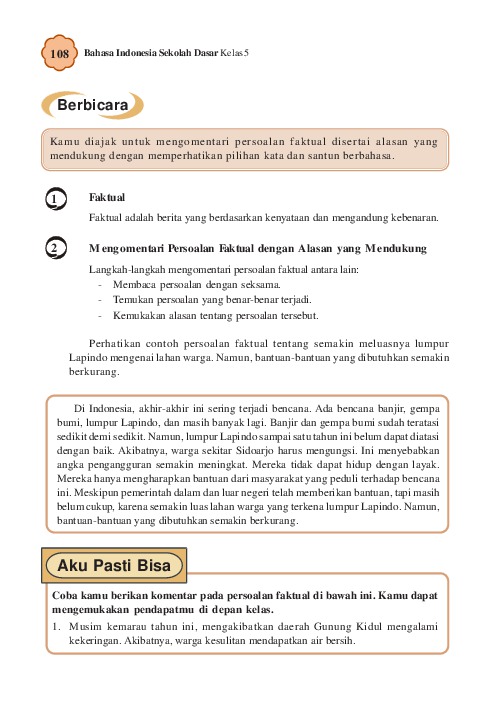 108 Bahasa Indonesia Sekolah Dasar Kelas 5
Berbicara
Kamu diajak untuk mengomentari persoalan faktual disertai alasan yang
mendukung dengan memperhatikan pilihan kata dan santun berbahasa.
1 Faktual
Faktual adalah berita yang berdasarkan kenyataan dan mengandung kebenaran.
2 Mengomentari Persoalan Faktual dengan Alasan yang Mendukung
Langkah-langkah mengomentari persoalan faktual antara lain:
- Membaca persoalan dengan seksama.
- Temukan persoalan yang benar-benar terjadi.
- Kemukakan alasan tentang persoalan tersebut.
Perhatikan contoh persoalan faktual tentang semakin meluasnya lumpur
Lapindo mengenai lahan warga. Namun, bantuan-bantuan yang dibutuhkan semakin
berkurang.
Di Indonesia, akhir-akhir ini sering terjadi bencana. Ada bencana banjir, gempa
bumi, lumpur Lapindo, dan masih banyak lagi. Banjir dan gempa bumi sudah teratasi
sedikit demi sedikit. Namun, lumpur Lapindo sampai satu tahun ini belum dapat diatasi
dengan baik. Akibatnya, warga sekitar Sidoarjo harus mengungsi. Ini menyebabkan
angka pengangguran semakin meningkat. Mereka tidak dapat hidup dengan layak.
Mereka hanya mengharapkan bantuan dari masyarakat yang peduli terhadap bencana
ini. Meskipun pemerintah dalam dan luar negeri telah memberikan bantuan, tapi masih
belum cukup, karena semakin luas lahan warga yang terkena lumpur Lapindo. Namun,
bantuan-bantuan yang dibutuhkan semakin berkurang.
Aku Pasti Bisa
Coba kamu berikan komentar pada persoalan faktual di bawah ini. Kamu dapat
mengemukakan pendapatmu di depan kelas.
1. Musim kemarau tahun ini, mengakibatkan daerah Gunung Kidul mengalami
kekeringan. Akibatnya, warga kesulitan mendapatkan air bersih.